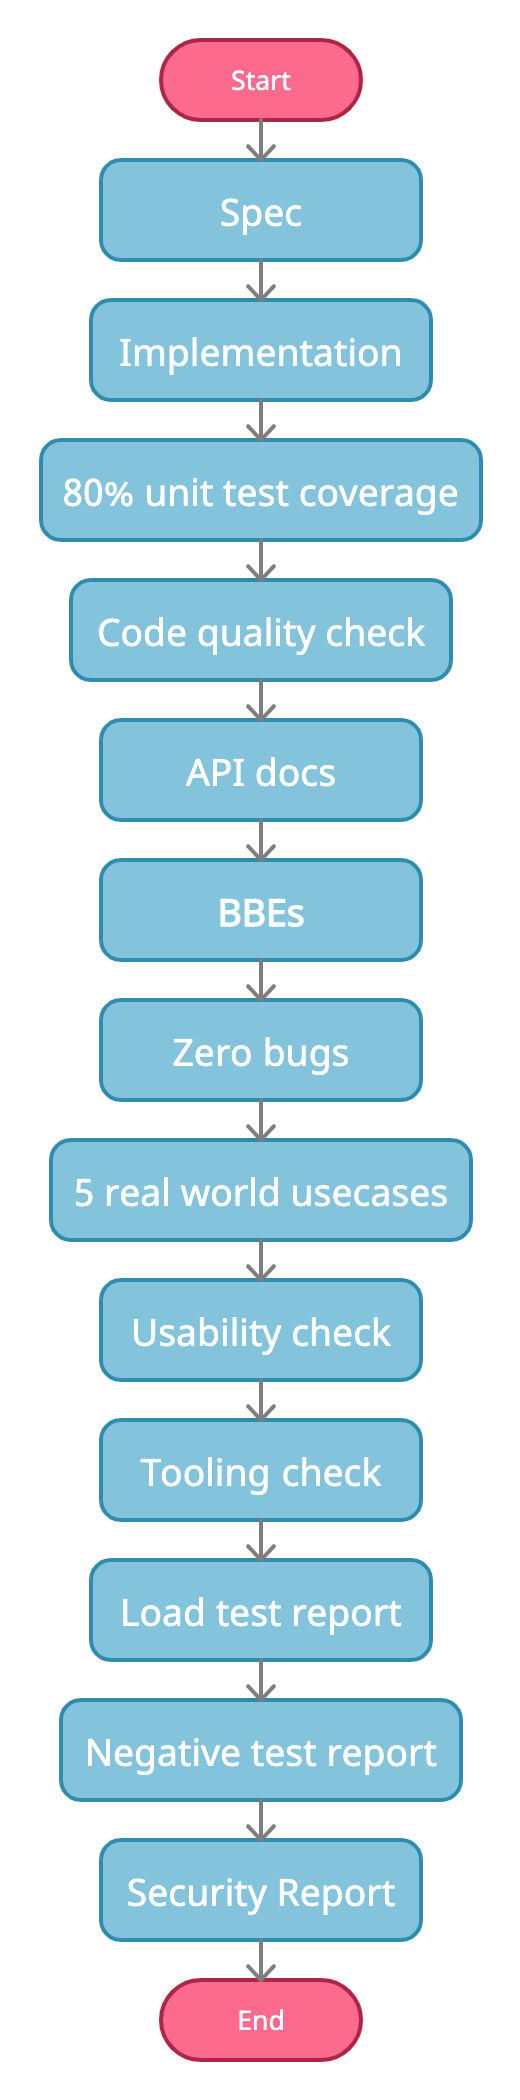 Start
Spec
Implementation
80% unit test coverage
Code quality check
API docs
BBEs
Zero bugs
5 real world usecases
Usability check
Tooling check
Load test report
Negative test report
Security Report
End